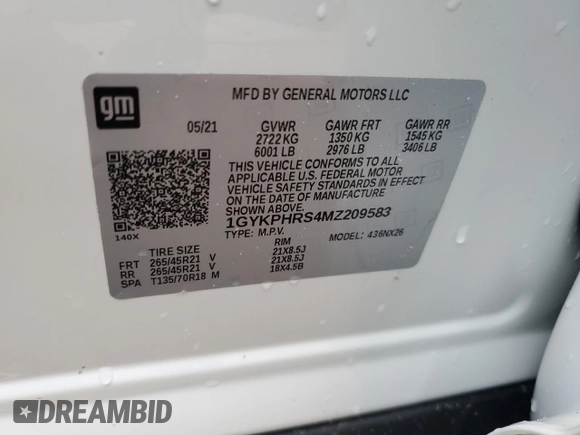 gm
MFD BY GENERAL MOTORS LLC
05/21 GVWR GAWR FRT GAWR RR
2722 KG 1350 KG 1545 KG
6001 LB 2976 LB 3406 LB
THIS VEHICLE CONFORMS TO ALL
APPLICABLE U.S. FEDERAL MOTOR
VEHICLE SAFETY STANDARDS IN EFFECT
ON THE DATE OF MANUFACTURE
SHOWN ABOVE.
1GYKPHRS4MZ209583
140X TYPE: M.P.V. MODEL: 436NX26
TIRE SIZE RIM
FRT 265/45R21 V 21X8.5J
RR 265/45R21 V 21X8.5J
SPA T135/70R18 M 18X4.5B
DREAMBID